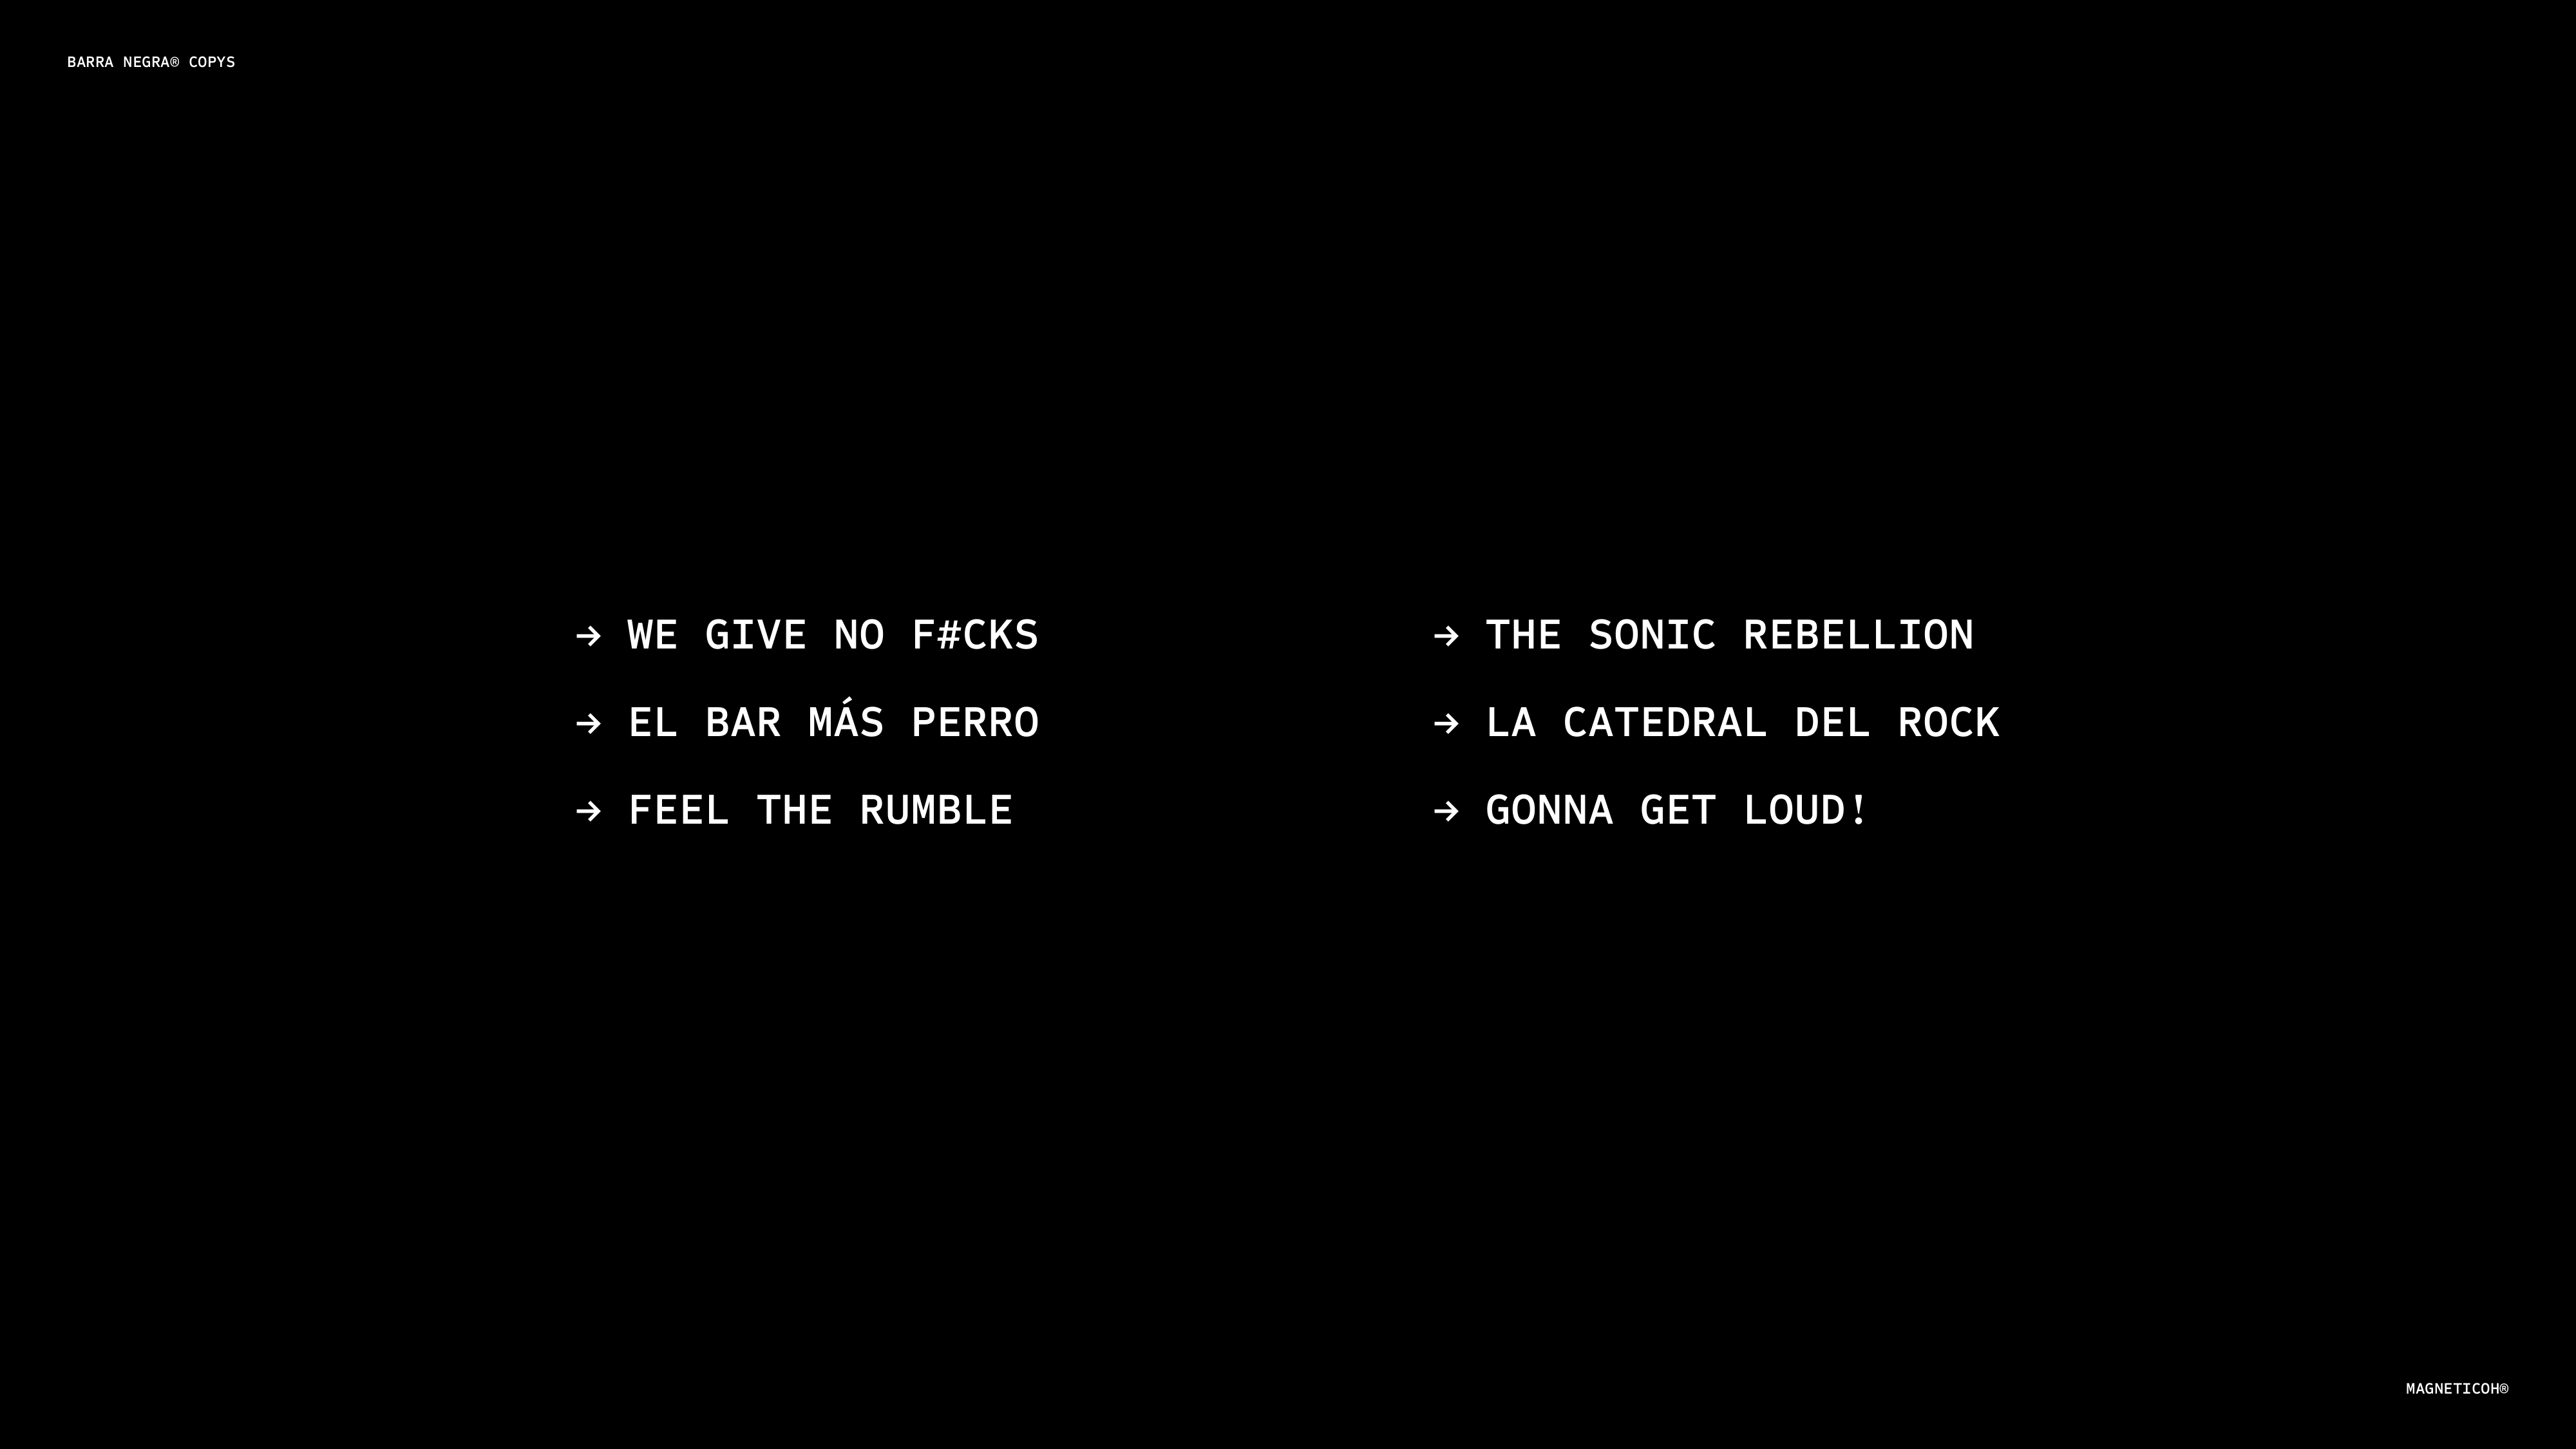 BARRA NEGRA® COPYS
→ WE GIVE NO F#CKS
→ EL BAR MÁS PERRO
→ FEEL THE RUMBLE
→ THE SONIC REBELLION
→ LA CATEDRAL DEL ROCK
→ GONNA GET LOUD!
MAGNETICOH®